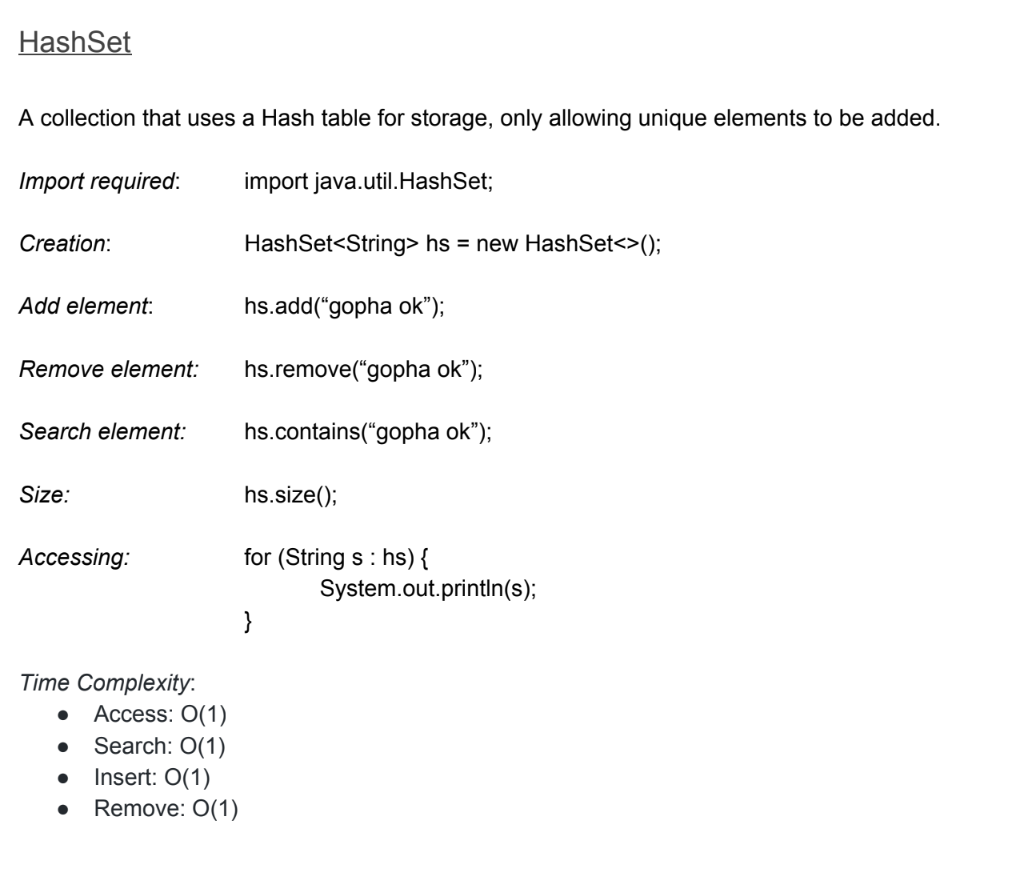 HashSet
A collection that uses a Hash table for storage, only allowing unique elements to be added.
Import required: import java.util.HashSet;
Creation: HashSet<String> hs = new HashSet<>();
Add element: hs.add(“gopha ok”);
Remove element: hs.remove(“gopha ok”);
Search element: hs.contains(“gopha ok”);
Size: hs.size();
Accessing: for (String s : hs) {
System.out.println(s);
}
Time Complexity:
● Access: O(1)
● Search: O(1)
● Insert: O(1)
● Remove: O(1)